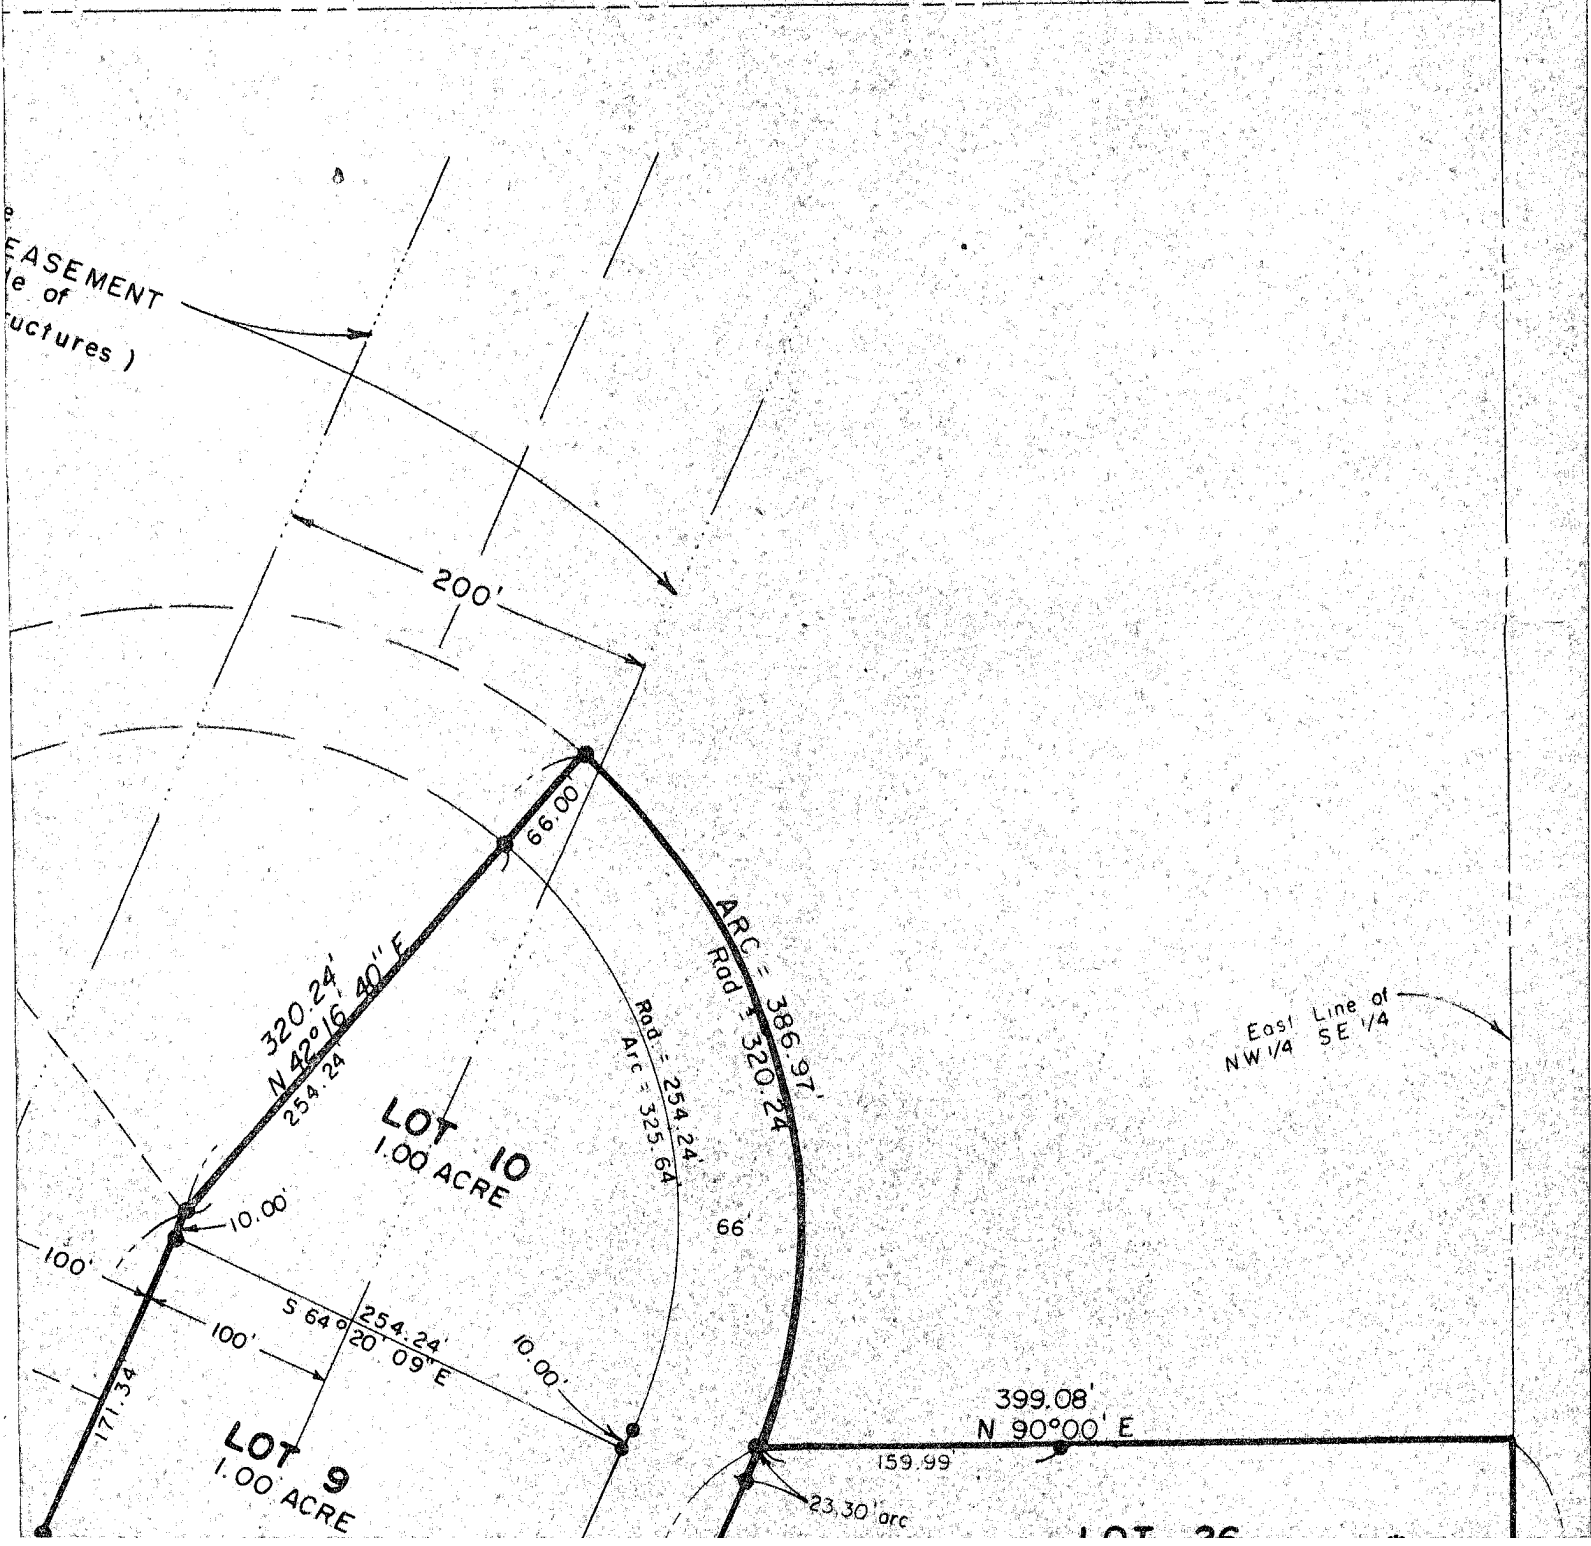 EASEMENT
of
200'
66.00'
ARC = 386.97'
Rad = 320.24'
320.24'
N 42°16' 40" E
254.24
Rad. = 254.24'
Arc = 325.64'
East Line of
NW 1/4 SE 1/4
LOT 10
1.00 ACRE
10.00'
66'
100'
100'
254.24'
S 64°20' 09" E
10.00'
171.34
399.08'
N 90°00' E
159.99'
23.30' arc
LOT 9
1.00 ACRE
LOT 26